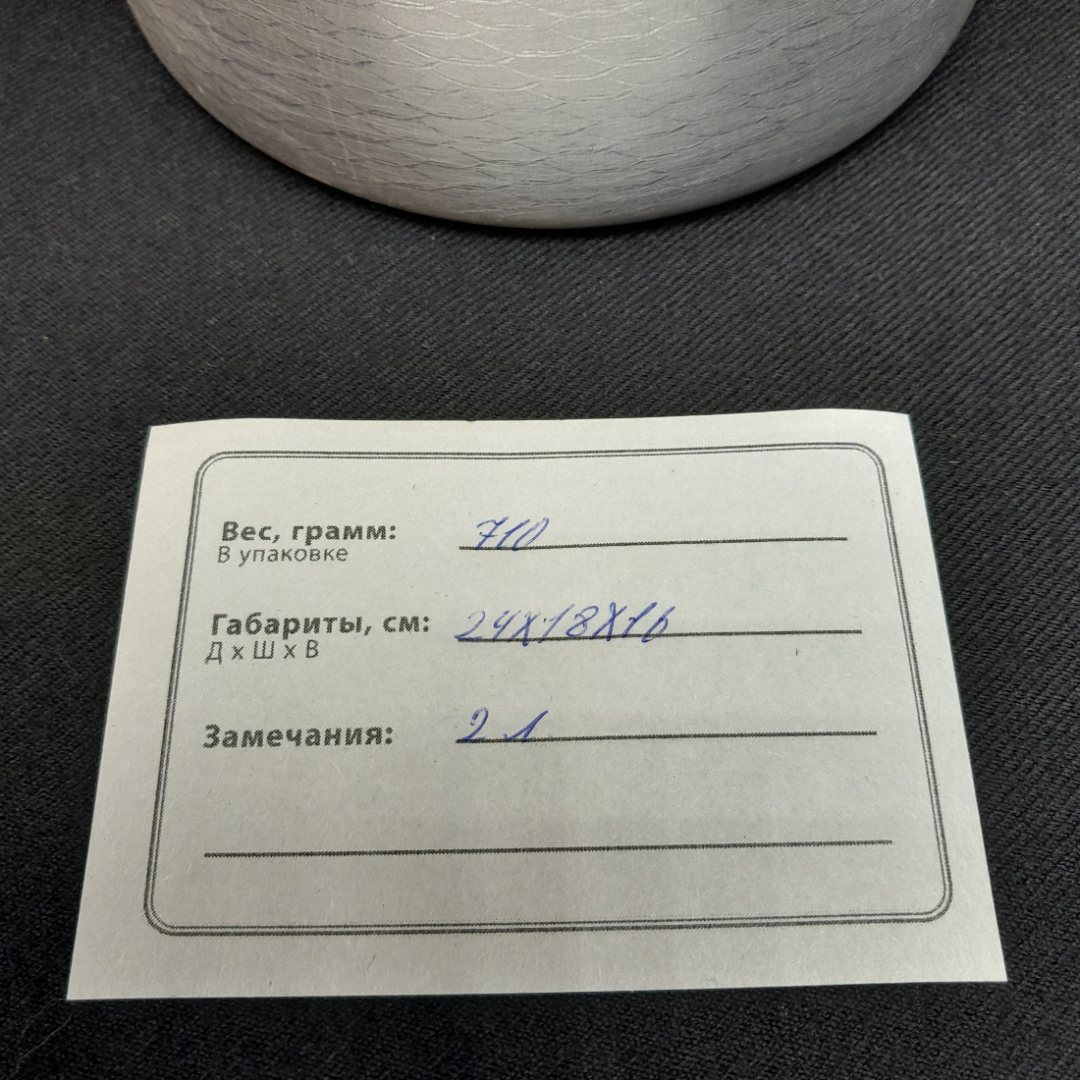 Вес, грамм: 710
В упаковке
Габариты, см: 24х18х16
Д х Ш х В
Замечания: 2 л